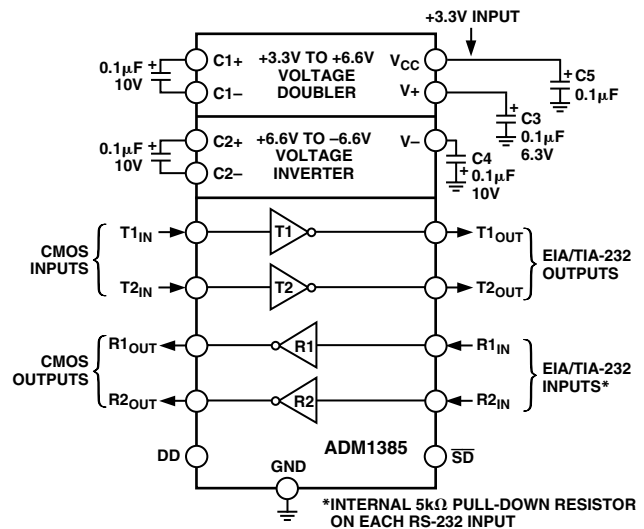 +3.3V INPUT
0.1µF
10V
+
C1+
C1–
+3.3V TO +6.6V
VOLTAGE
DOUBLER
VCC
V+
+
C5
0.1µF
+
C3
0.1µF
6.3V
0.1µF
10V
+
C2+
C2–
+6.6V TO –6.6V
VOLTAGE
INVERTER
V–
C4
+
0.1µF
10V
CMOS
INPUTS
T1IN
T1
T1OUT
T2IN
T2
T2OUT
EIA/TIA-232
OUTPUTS
CMOS
OUTPUTS
R1OUT
R1
R1IN
R2OUT
R2
R2IN
EIA/TIA-232
INPUTS*
DD
ADM1385
SD
GND
*INTERNAL 5kΩ PULL-DOWN RESISTOR
ON EACH RS-232 INPUT